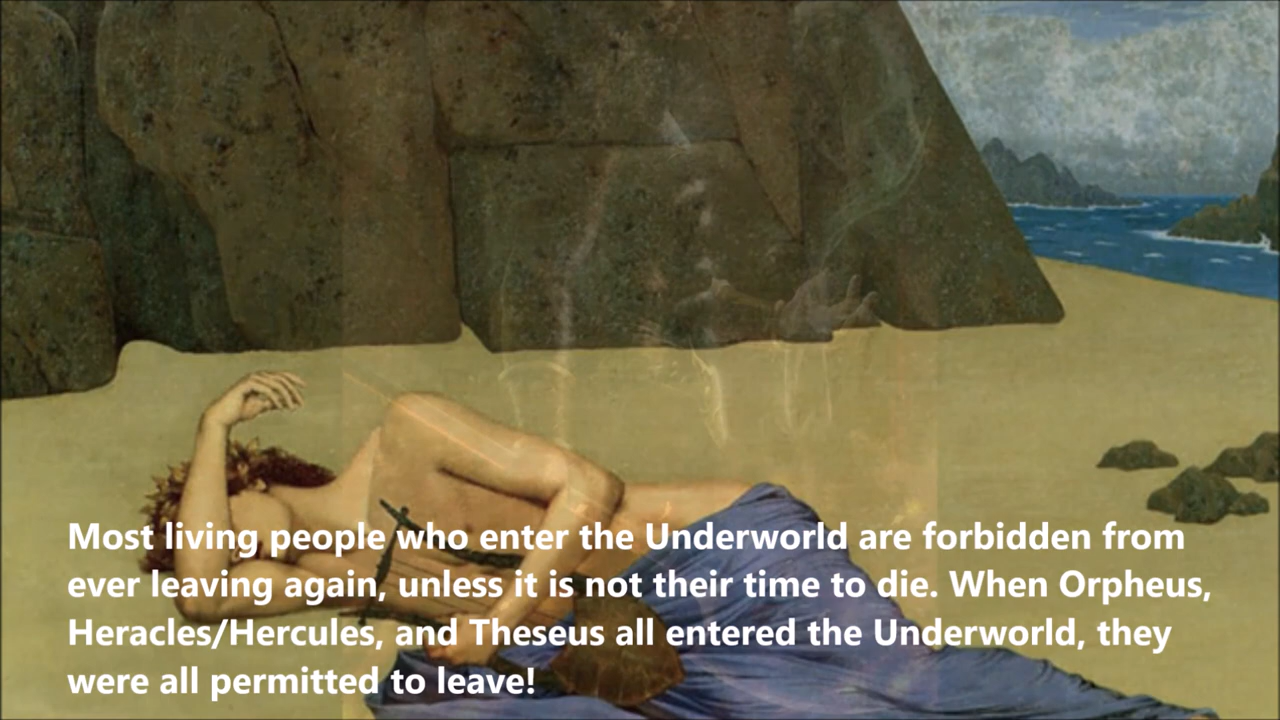 Most living people who enter the Underworld are forbidden from
ever leaving again, unless it is not their time to die. When Orpheus,
Heracles/Hercules, and Theseus all entered the Underworld, they
were all permitted to leave!